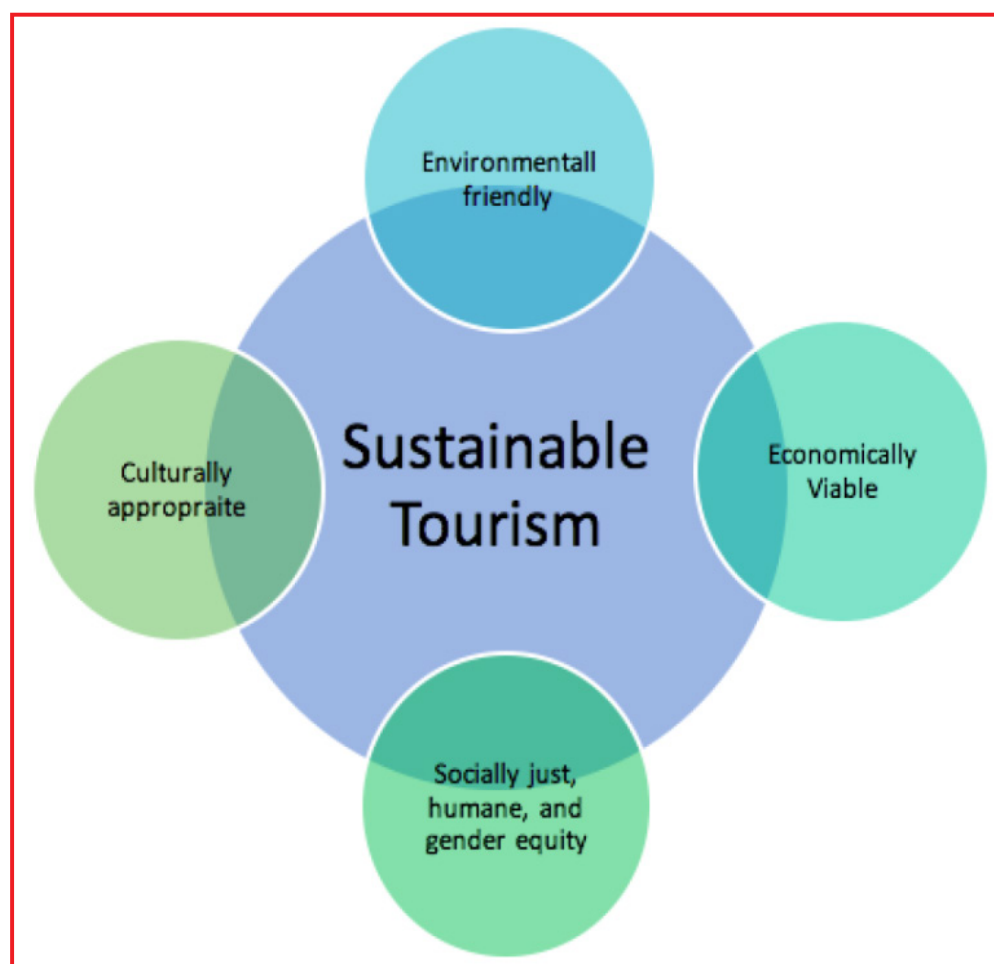 Environmentall
friendly
Sustainable
Tourism
Culturally
appropraite
Economically
Viable
Socially just,
humane, and
gender equity